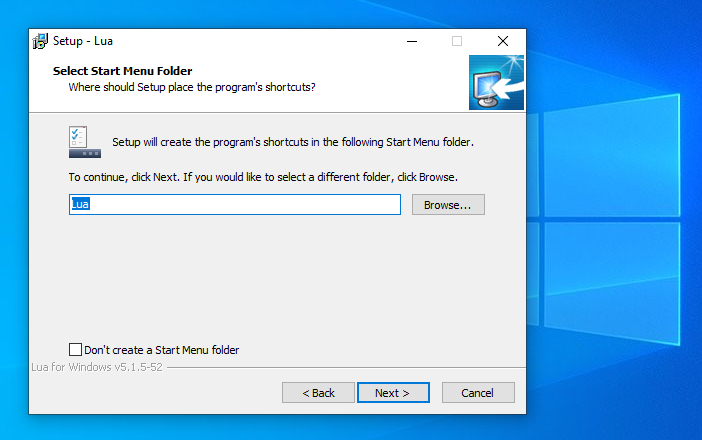 Setup - Lua
Select Start Menu Folder
Where should Setup place the program's shortcuts?
Setup will create the program's shortcuts in the following Start Menu folder.
To continue, click Next. If you would like to select a different folder, click Browse.
Lua
Browse...
Don't create a Start Menu folder
Lua for Windows v5.1.5-52
< Back
Next >
Cancel